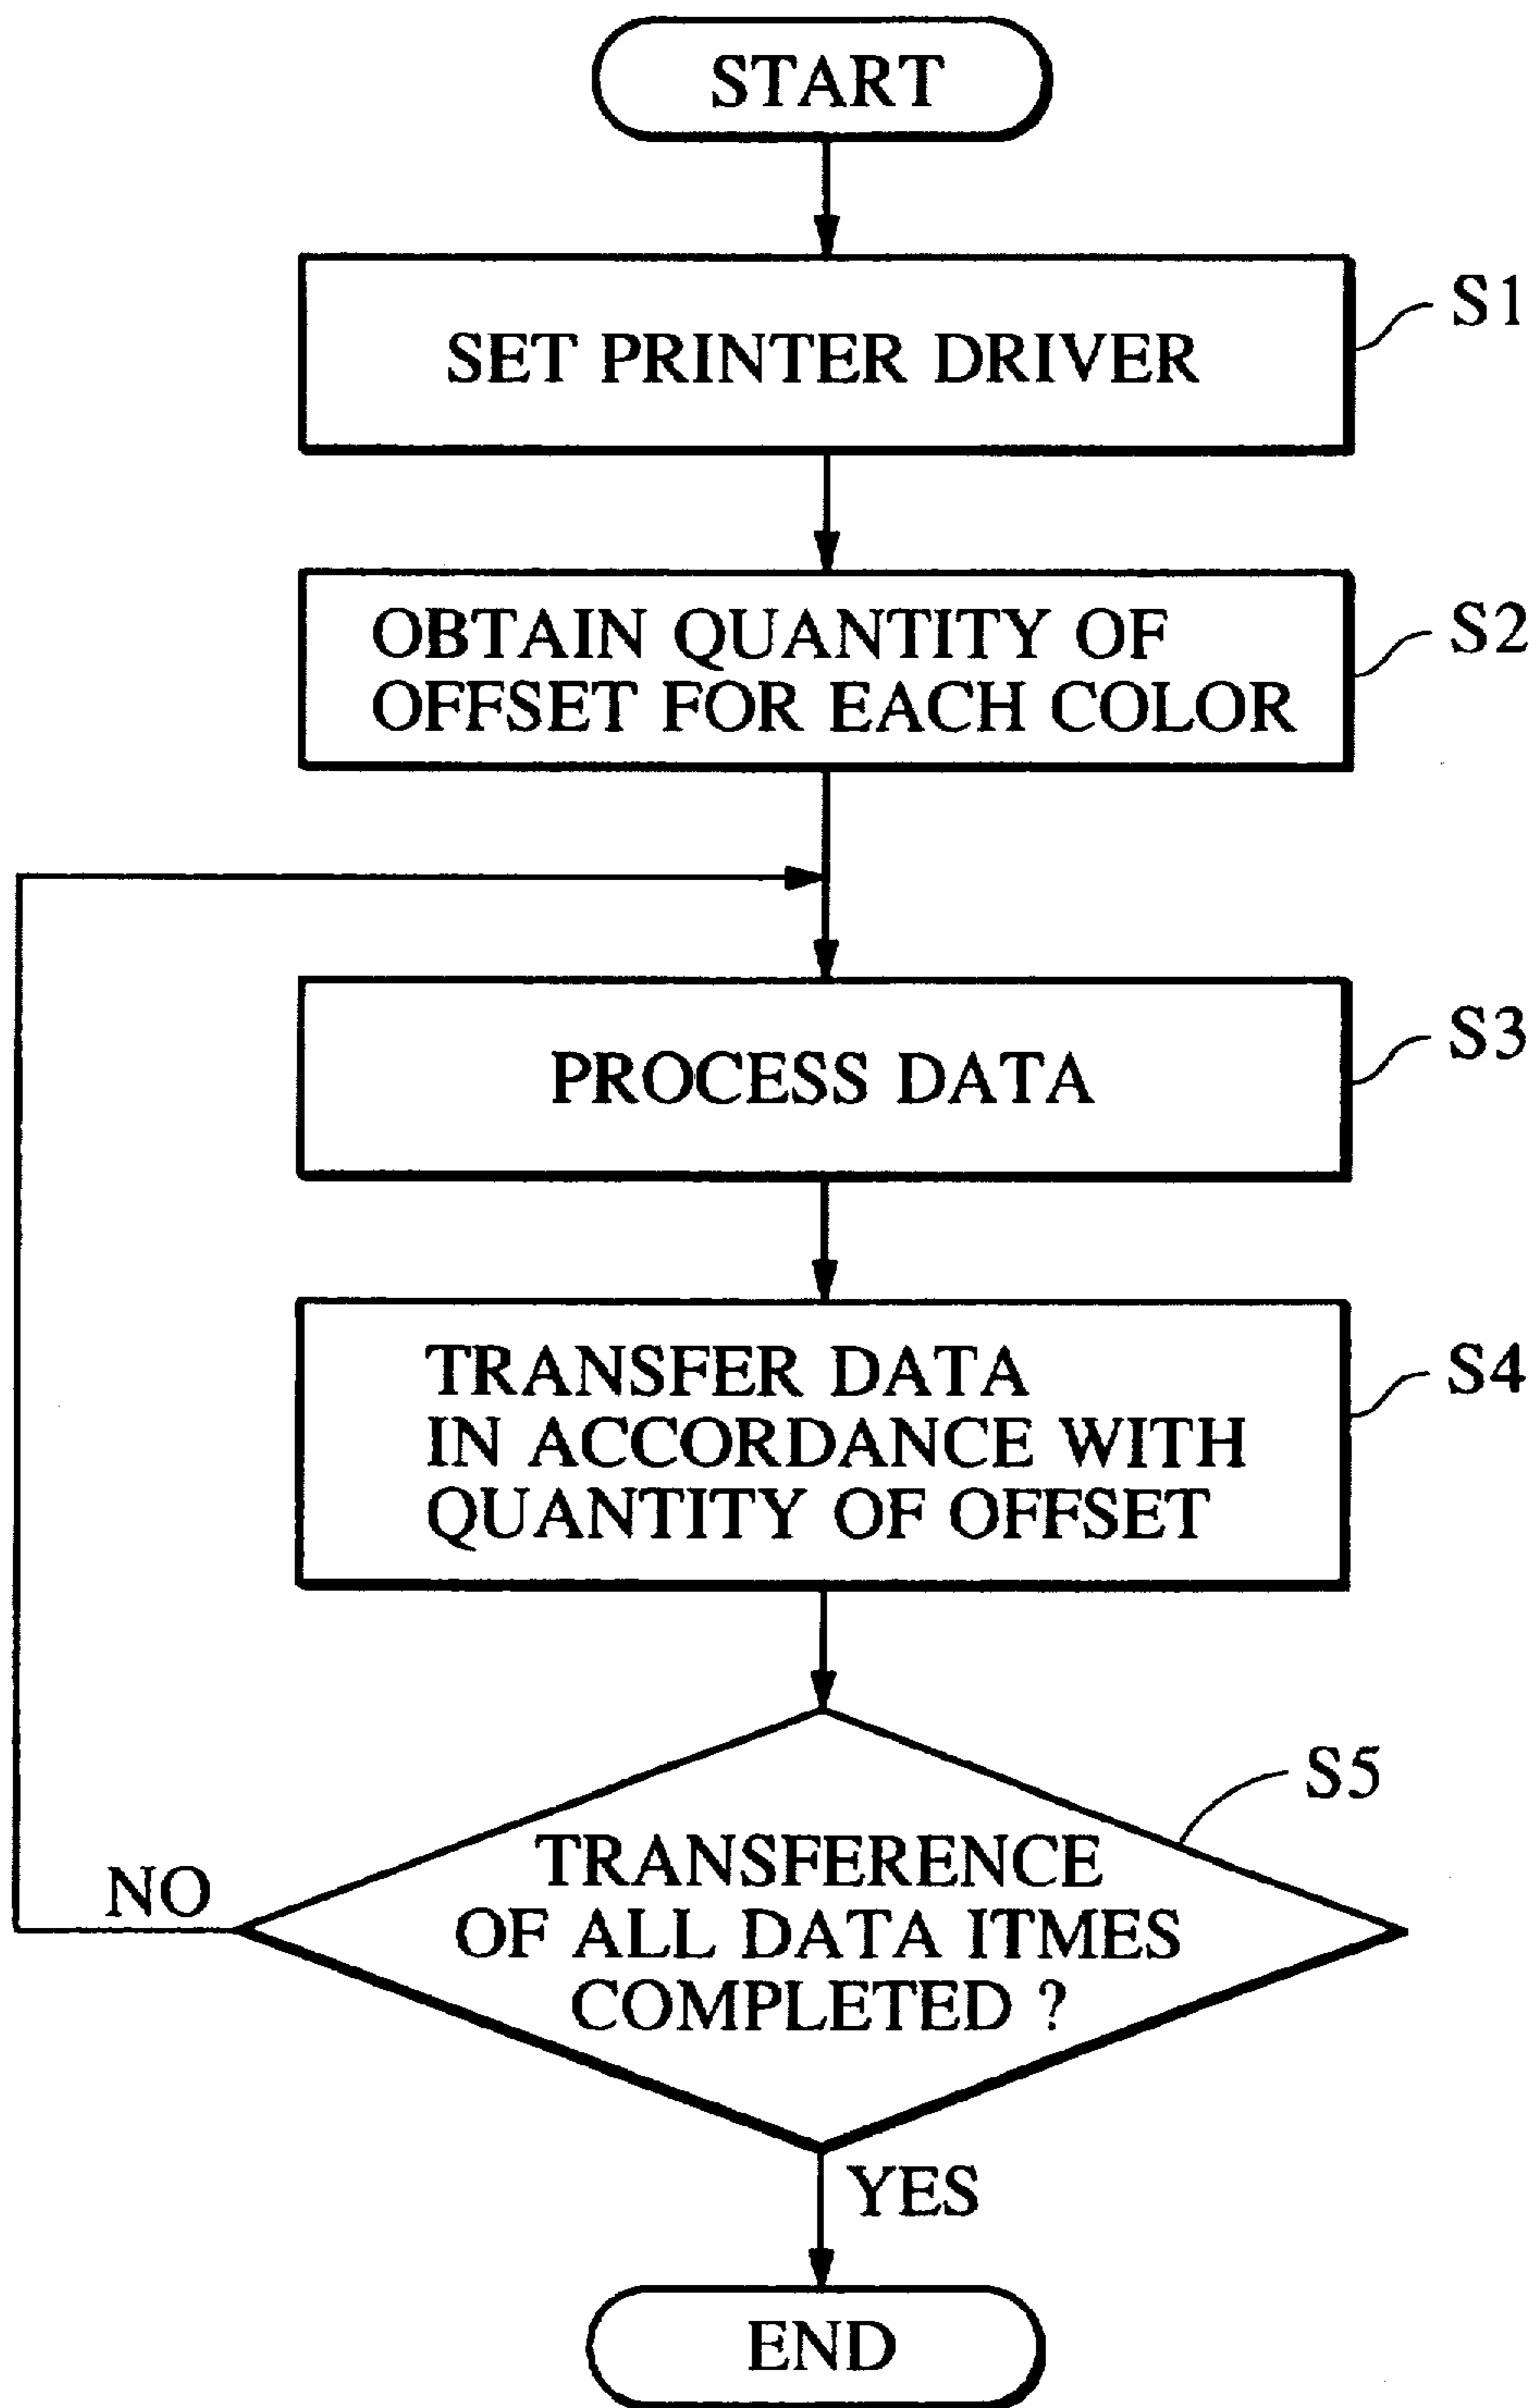 START
SET PRINTER DRIVER
S1
OBTAIN QUANTITY OF
OFFSET FOR EACH COLOR
S2
PROCESS DATA
S3
TRANSFER DATA
IN ACCORDANCE WITH
QUANTITY OF OFFSET
S4
S5
TRANSFERENCE
OF ALL DATA ITMES
COMPLETED ?
NO
YES
END